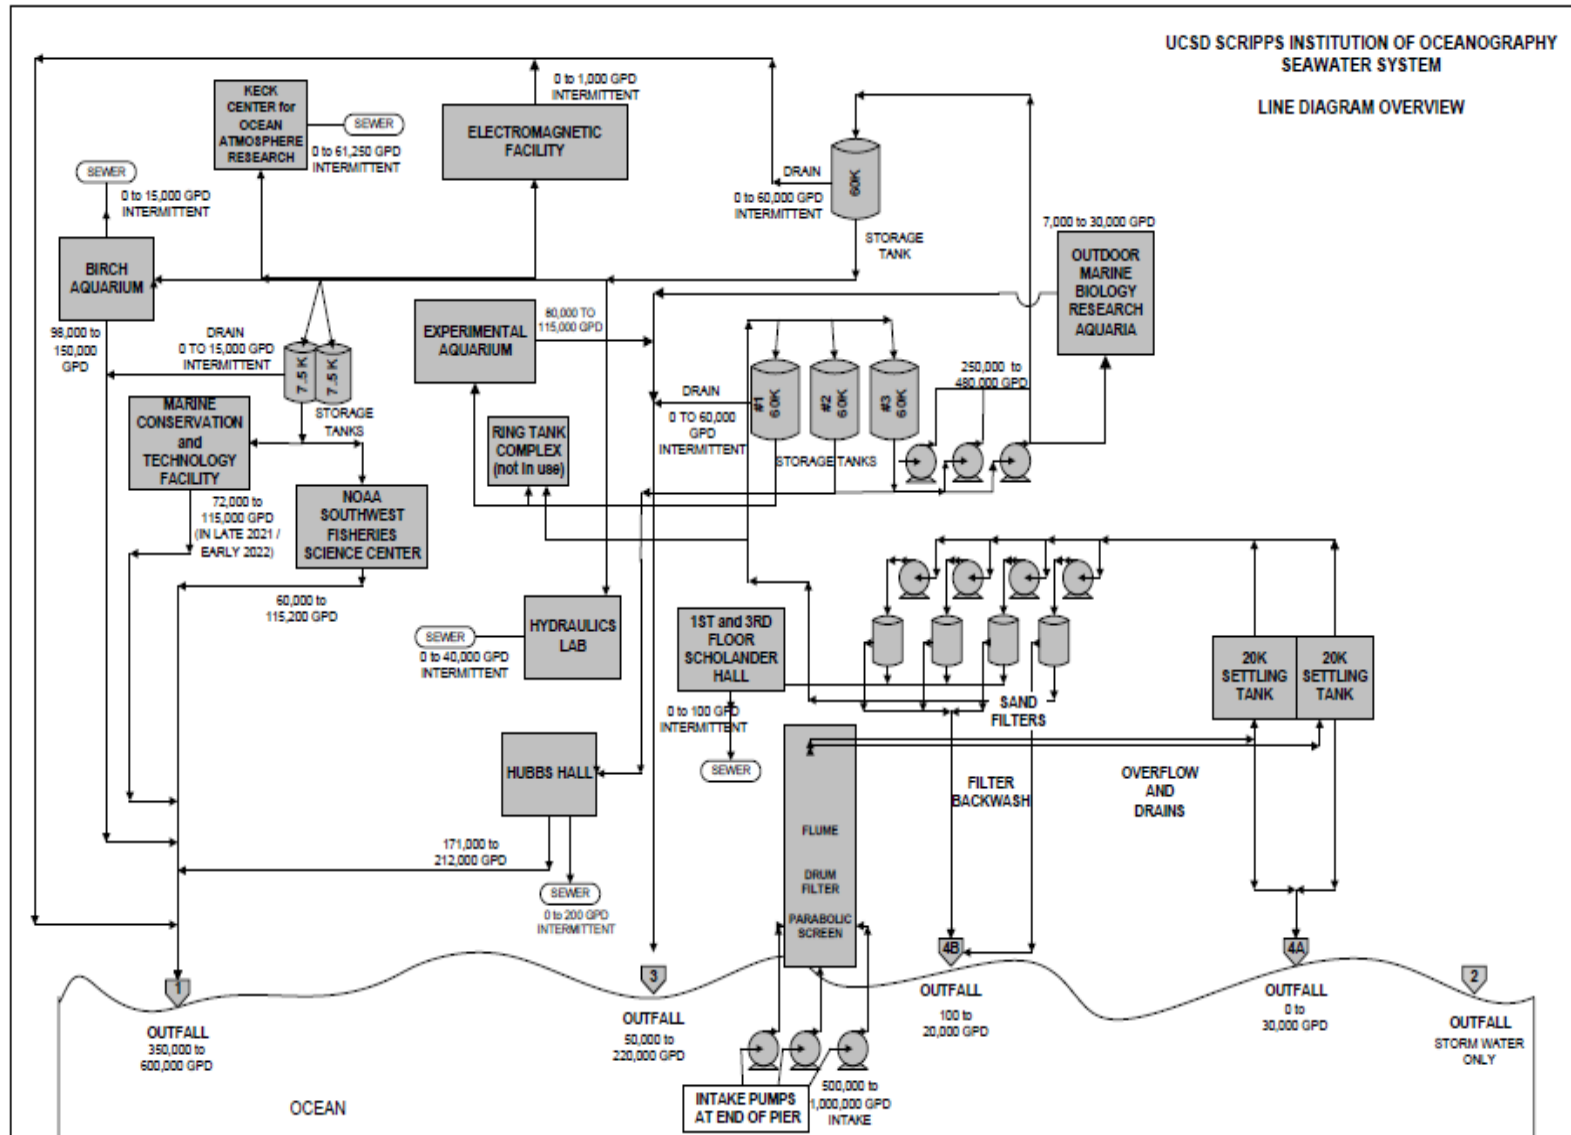 UCSD SCRIPPS INSTITUTION OF OCEANOGRAPHY
SEAWATER SYSTEM
LINE DIAGRAM OVERVIEW
KECK
CENTER for
OCEAN
ATMOSPHERE
RESEARCH
SEWER
0 to 61,250 GPD
INTERMITTENT
0 to 1,000 GPD
INTERMITTENT
ELECTROMAGNETIC
FACILITY
SEWER
0 to 15,000 GPD
INTERMITTENT
BIRCH
AQUARIUM
98,000 to
150,000
GPD
DRAIN
0 to 60,000 GPD
INTERMITTENT
60K
STORAGE
TANK
7,000 to 30,000 GPD
OUTDOOR
MARINE
BIOLOGY
RESEARCH
AQUARIA
DRAIN
0 TO 15,000 GPD
INTERMITTENT
7.5 K
7.5 K
STORAGE
TANKS
EXPERIMENTAL
AQUARIUM
80,000 TO
115,000 GPD
DRAIN
0 TO 60,000
GPD
INTERMITTENT
#1
60K
#2
60K
#3
60K
STORAGE TANKS
250,000 to
480,000 GPD
MARINE
CONSERVATION
and
TECHNOLOGY
FACILITY
72,000 to
115,000 GPD
(IN LATE 2021 /
EARLY 2022)
RING TANK
COMPLEX
(not in use)
NOAA
SOUTHWEST
FISHERIES
SCIENCE CENTER
60,000 to
115,200 GPD
SEWER
0 to 40,000 GPD
INTERMITTENT
HYDRAULICS
LAB
1ST and 3RD
FLOOR
SCHOLANDER
HALL
0 to 100 GPD
INTERMITTENT
SEWER
SAND
FILTERS
20K
SETTLING
TANK
20K
SETTLING
TANK
HUBBS HALL
171,000 to
212,000 GPD
SEWER
0 to 200 GPD
INTERMITTENT
FLUME
DRUM
FILTER
PARABOLIC
SCREEN
FILTER
BACKWASH
OVERFLOW
AND
DRAINS
1
OUTFALL
350,000 to
600,000 GPD
3
OUTFALL
50,000 to
220,000 GPD
4B
OUTFALL
100 to
20,000 GPD
4A
OUTFALL
0 to
30,000 GPD
2
OUTFALL
STORM WATER
ONLY
INTAKE PUMPS
AT END OF PIER
500,000 to
1,000,000 GPD
INTAKE
OCEAN